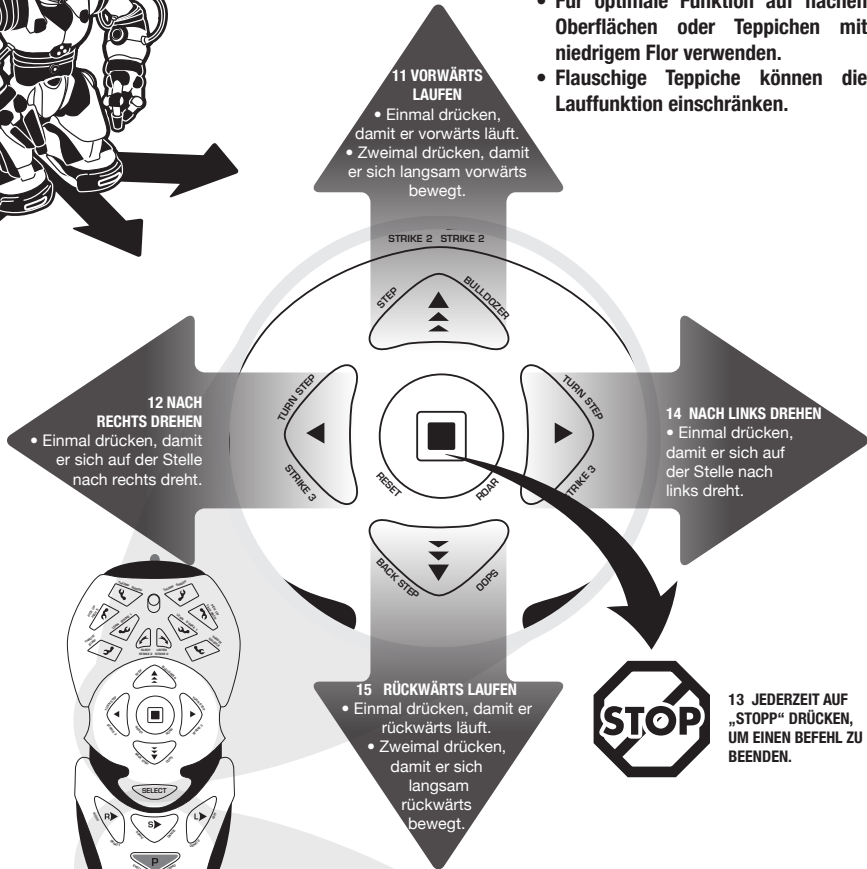 • Für optimale Funktion auf flachen
Oberflächen oder Teppichen mit
niedrigem Flor verwenden.
• Flauschige Teppiche können die
Lauffunktion einschränken.
11 VORWÄRTS
LAUFEN
• Einmal drücken,
damit er vorwärts läuft.
• Zweimal drücken, damit
er sich langsam vorwärts
bewegt.
STRIKE 2 STRIKE 2
STEP
BULLDOZER
12 NACH
RECHTS DREHEN
• Einmal drücken, damit
er sich auf der Stelle
nach rechts dreht.
TURN STEP
STRIKE 3
RESET
ROAR
TURN STEP
STRIKE 3
14 NACH LINKS DREHEN
• Einmal drücken,
damit er sich auf
der Stelle nach
links dreht.
BACK STEP
OOPS
15 RÜCKWÄRTS LAUFEN
• Einmal drücken, damit er
rückwärts läuft.
• Zweimal drücken,
damit er sich
langsam
rückwärts
bewegt.
STOP
13 JEDERZEIT AUF
„STOPP“ DRÜCKEN,
UM EINEN BEFEHL ZU
BEENDEN.
SELECT
R
S
L
P